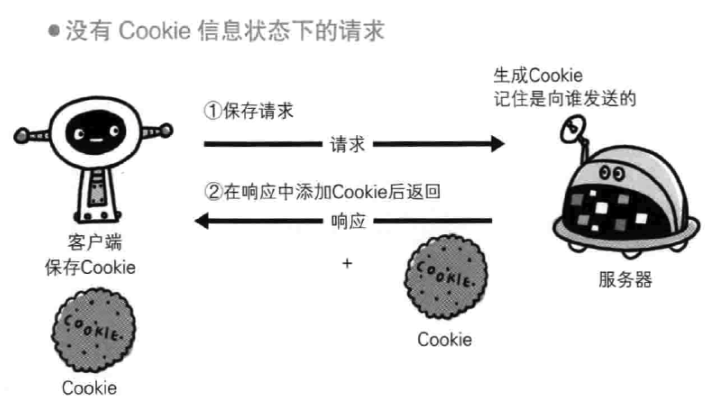 ●没有 Cookie 信息状态下的请求
生成Cookie
记住是向谁发送的
①保存请求
请求
②在响应中添加Cookie后返回
响应
+
客户端
保存Cookie
服务器
COOKIE
Cookie
COOKIE
Cookie